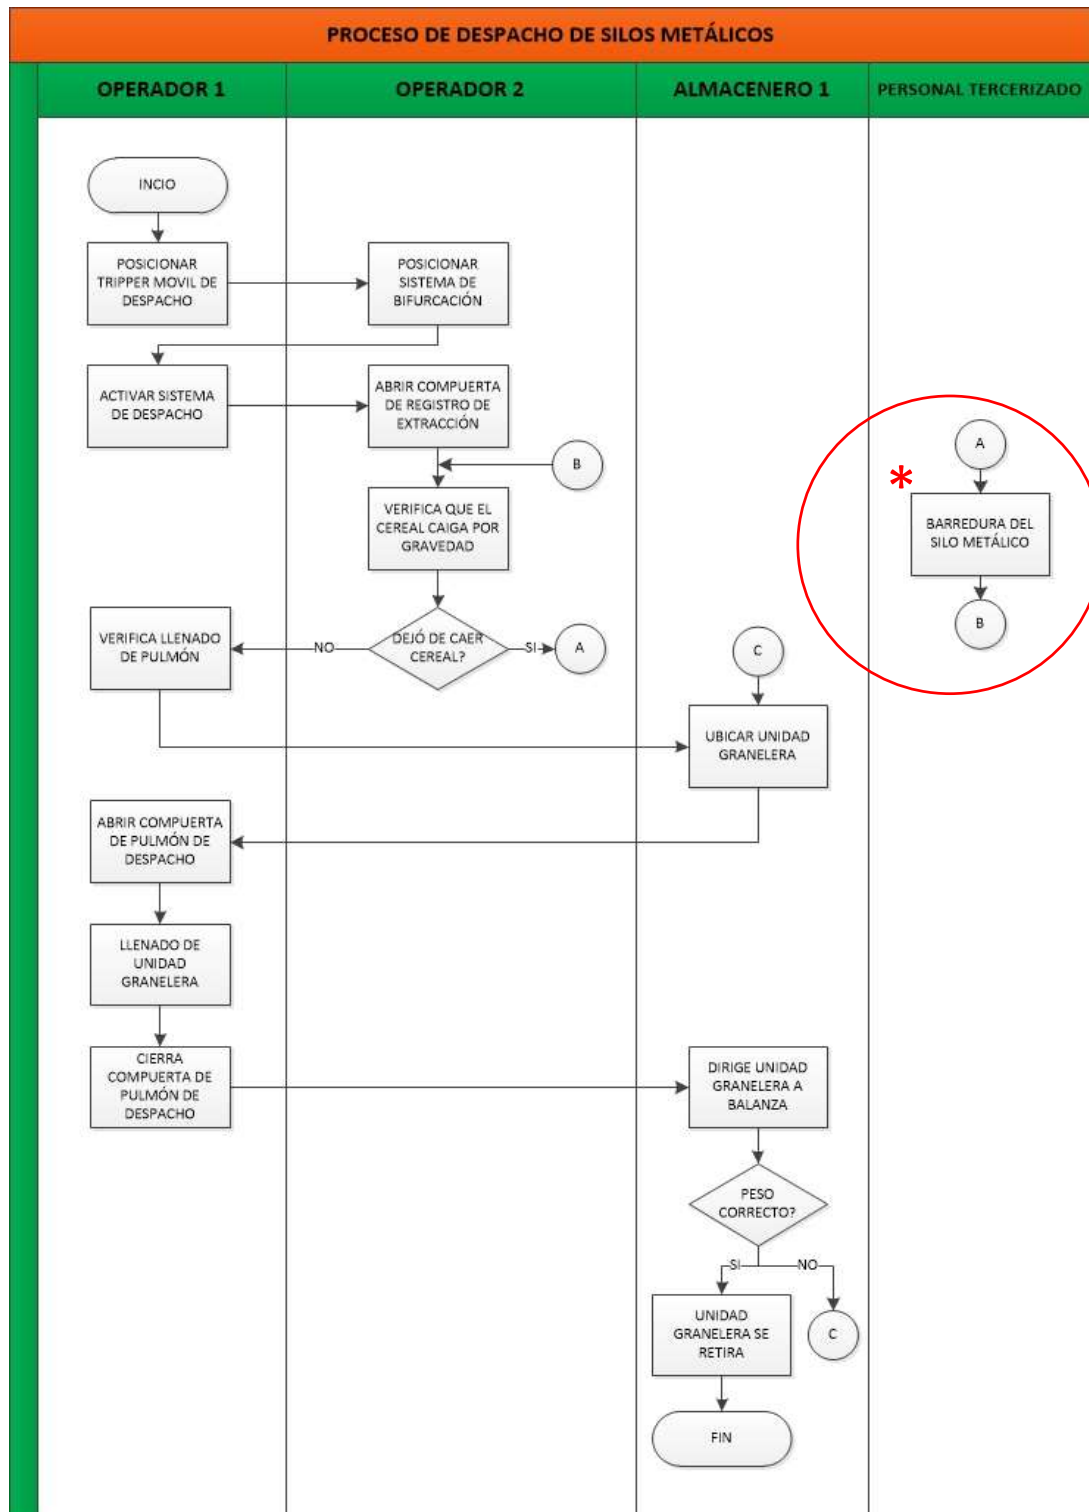 PROCESO DE DESPACHO DE SILOS METÁLICOS
OPERADOR 1
OPERADOR 2
ALMACENERO 1
PERSONAL TERCERIZADO
INCIO
POSICIONAR
TRIPPER MOVIL DE
DESPACHO
POSICIONAR
SISTEMA DE
BIFURCACIÓN
ACTIVAR SISTEMA
DE DESPACHO
ABRIR COMPUERTA
DE REGISTRO DE
EXTRACCIÓN
B
A
*
BARREDURA DEL
SILO METÁLICO
B
VERIFICA QUE EL
CEREAL CAIGA POR
GRAVEDAD
DEJÓ DE CAER
CEREAL?
NO
SI
A
VERIFICA LLENADO
DE PULMÓN
C
UBICAR UNIDAD
GRANELERA
ABRIR COMPUERTA
DE PULMÓN DE
DESPACHO
LLENADO DE
UNIDAD
GRANELERA
CIERRA
COMPUERTA DE
PULMÓN DE
DESPACHO
DIRIGE UNIDAD
GRANELERA A
BALANZA
PESO
CORRECTO?
SI
NO
UNIDAD
GRANELERA SE
RETIRA
C
FIN